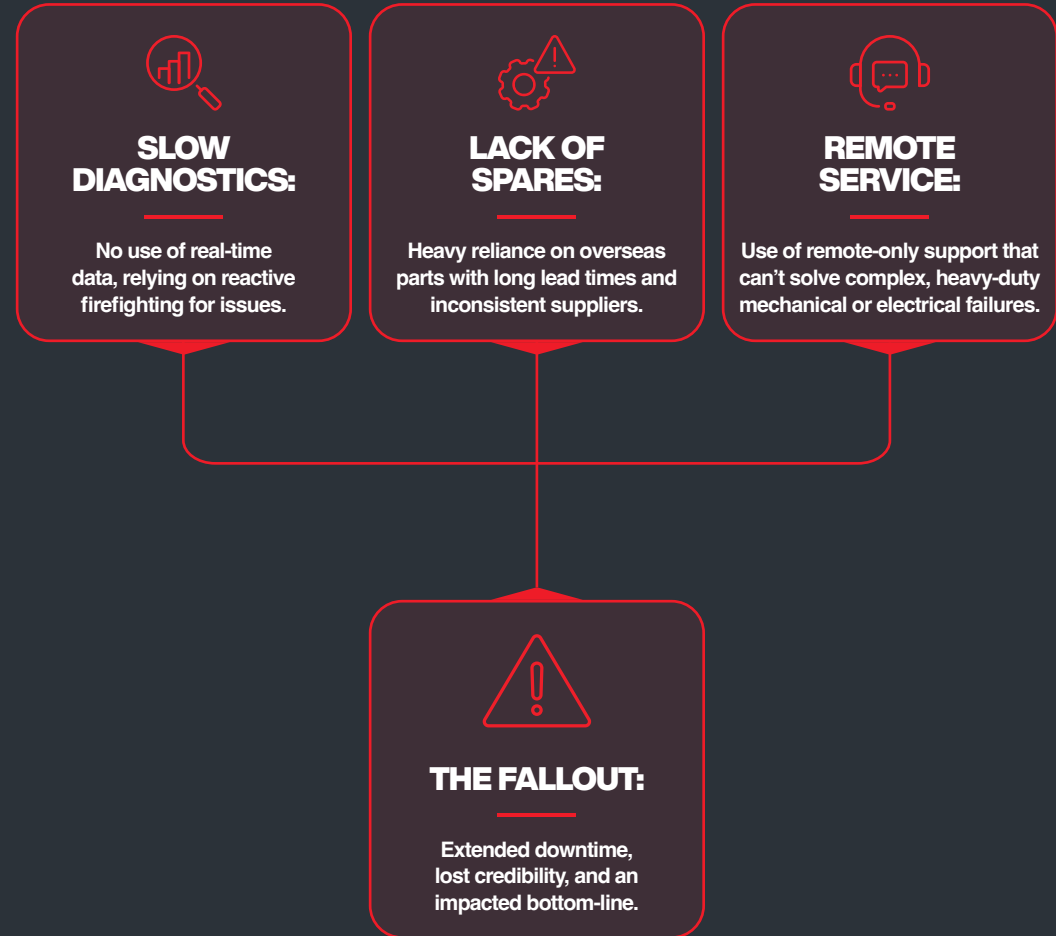 SLOW
DIAGNOSTICS:
No use of real-time
data, relying on reactive
firefighting for issues.
LACK OF
SPARES:
Heavy reliance on overseas
parts with long lead times and
inconsistent suppliers.
REMOTE
SERVICE:
Use of remote-only support that
can’t solve complex, heavy-duty
mechanical or electrical failures.
THE FALLOUT:
Extended downtime,
lost credibility, and an
impacted bottom-line.